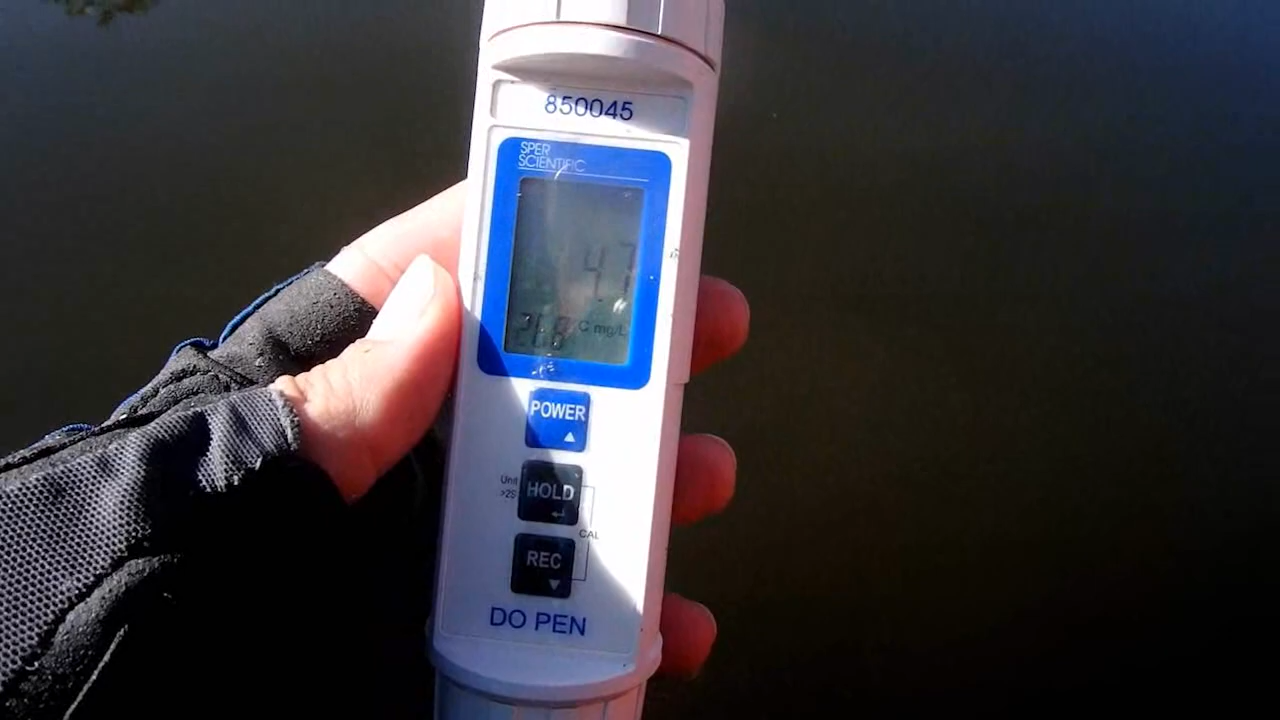 850045
SPER
SCIENTIFIC
4.7
C mg/L
POWER
Unit
>2S
HOLD
CAL
REC
DO PEN